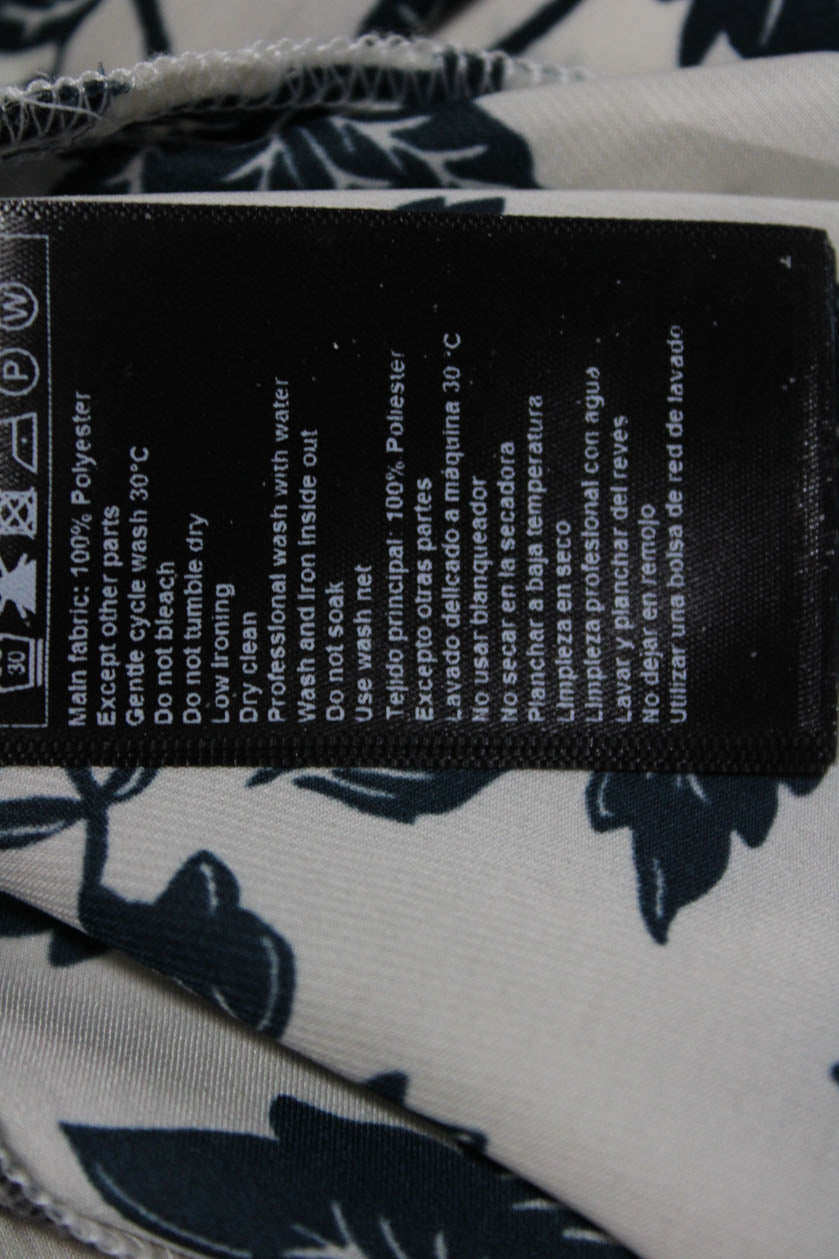 30 P W
Main fabric: 100% Polyester
Except other parts
Gentle cycle wash 30°C
Do not bleach
Do not tumble dry
Low Ironing
Dry clean
Professional wash with water
Wash and Iron inside out
Do not soak
Use wash net
Tejido principal: 100% Poliester
Excepto otras partes
Lavado delicado a máquina 30 °C
No usar blanqueador
No secar en la secadora
Planchar a baja temperatura
Limpieza en seco
Limpieza profesional con agua
Lavar y planchar del revés
No dejar en remojo
Utilizar una bolsa de red de lavado